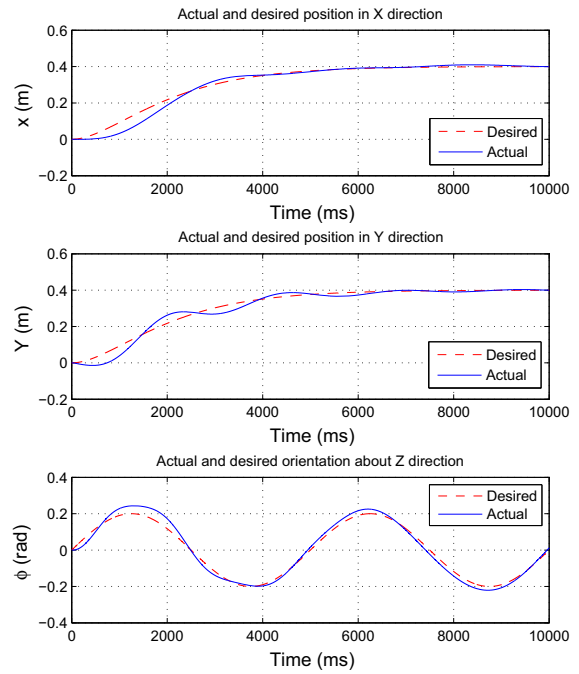 Actual and desired position in X direction
0.6
0.4
0.2
0
−0.2
x (m)
Desired
Actual
0 2000 4000 6000 8000 10000
Time (ms)
Actual and desired position in Y direction
0.6
0.4
0.2
0
−0.2
Y (m)
Desired
Actual
0 2000 4000 6000 8000 10000
Time (ms)
Actual and desired orientation about Z direction
0.4
0.2
0
−0.2
−0.4
ϕ (rad)
Desired
Actual
0 2000 4000 6000 8000 10000
Time (ms)